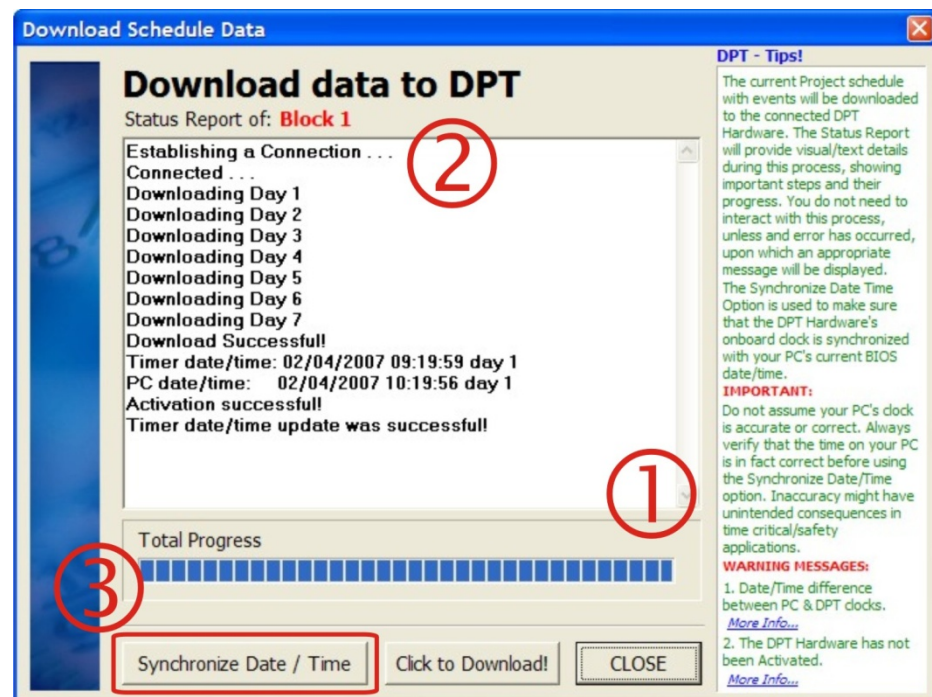 Download Schedule Data
Download data to DPT
Status Report of: Block 1
Establishing a Connection . . .
Connected . . .
Downloading Day 1
Downloading Day 2
Downloading Day 3
Downloading Day 4
Downloading Day 5
Downloading Day 6
Downloading Day 7
Download Successful!
Timer date/time: 02/04/2007 09:19:59 day 1
PC date/time: 02/04/2007 10:19:56 day 1
Activation successful!
Timer date/time update was successful!
②
①
Total Progress
③
Synchronize Date / Time
Click to Download!
CLOSE
DPT - Tips!
The current Project schedule
with events will be downloaded
to the connected DPT
Hardware. The Status Report
will provide visual/text details
during this process, showing
important steps and their
progress. You do not need to
interact with this process,
unless and error has occurred,
upon which an appropriate
message will be displayed.
The Synchronize Date Time
Option is used to make sure
that the DPT Hardware's
onboard clock is synchronized
with your PC's current BIOS
date/time.
IMPORTANT:
Do not assume your PC's clock
is accurate or correct. Always
verify that the time on your PC
is in fact correct before using
the Synchronize Date/Time
option. Inaccuracy might have
unintended consequences in
time critical/safety
applications.
WARNING MESSAGES:
1. Date/Time difference
between PC & DPT clocks.
More Info...
2. The DPT Hardware has not
been Activated.
More Info...